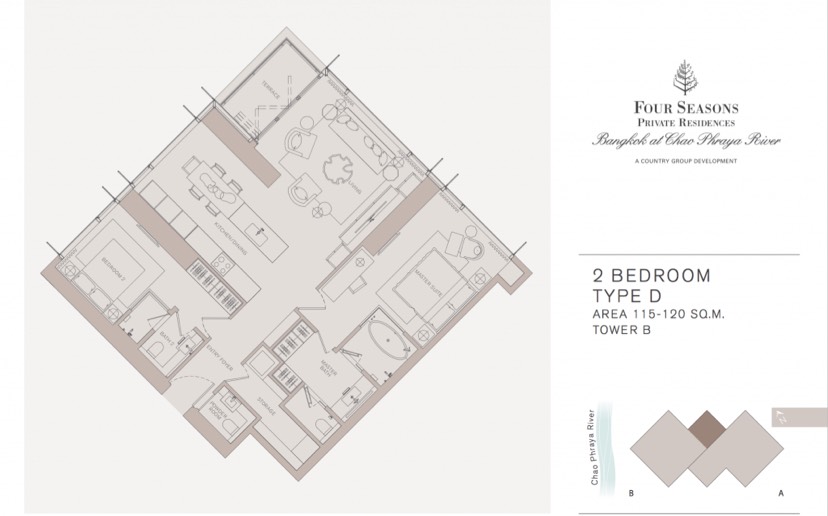 TERRACE
LIVING
KITCHEN/DINING
BEDROOM 2
MASTER SUITE
BATH 2
ENTRY FOYER
MASTER
BATH
POWDER
ROOM
STORAGE
FOUR SEASONS
PRIVATE RESIDENCES
Bangkok at Chao Phraya River
A COUNTRY GROUP DEVELOPMENT
2 BEDROOM
TYPE D
AREA 115-120 SQ.M.
TOWER B
Chao Phraya River
B
A